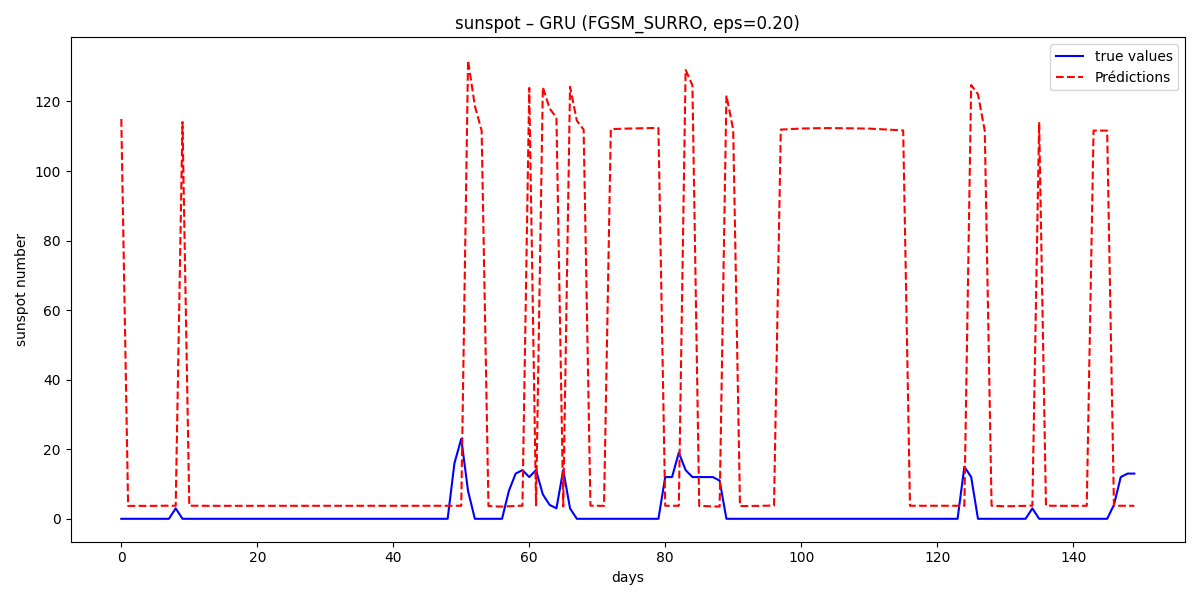 sunspot – GRU (FGSM_SURRO, eps=0.20)
true values
Prédictions
sunspot number
120
100
80
60
40
20
0
0 20 40 60 80 100 120 140
days